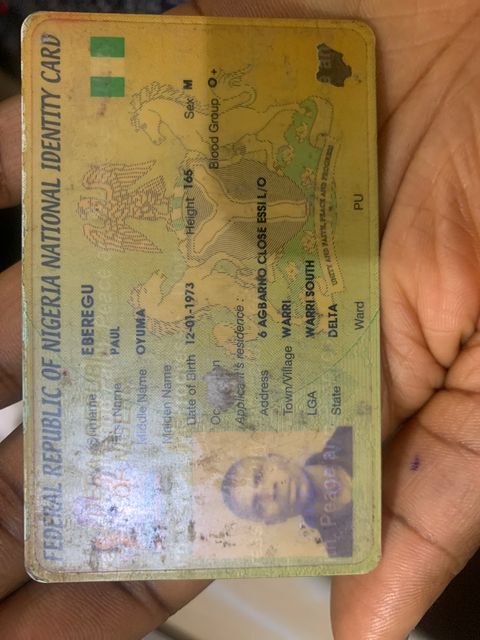 FEDERAL REPUBLIC OF NIGERIA NATIONAL IDENTITY CARD
Surname EBEREGU
First Name PAUL
Middle Name OYUMA
Maiden Name
Date of Birth 12-01-1973 Height 165 Sex M
Occupation Blood Group O+
Applicant's residence :
Address 6 AGBARNO CLOSE ESSI L/O
Town/Village WARRI
LGA WARRI SOUTH
State DELTA
UNITY AND FAITH, PEACE AND PROGRESS
Ward PU